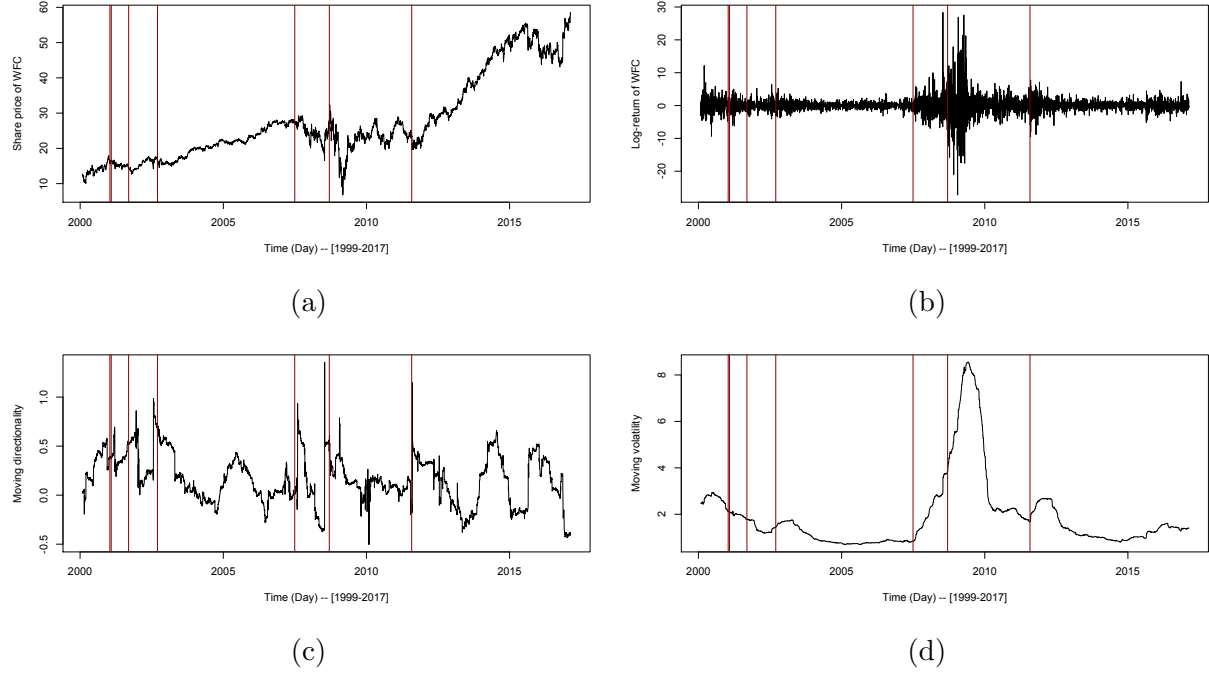 60
50
40
30
20
10
Share price of WFC
2000 2005 2010 2015
Time (Day) -- [1999-2017]
(a)
30
20
10
0
-10
-20
Log-return of WFC
2000 2005 2010 2015
Time (Day) -- [1999-2017]
(b)
1.0
0.5
0.0
-0.5
Moving directionality
2000 2005 2010 2015
Time (Day) -- [1999-2017]
(c)
8
6
4
2
Moving volatility
2000 2005 2010 2015
Time (Day) -- [1999-2017]
(d)